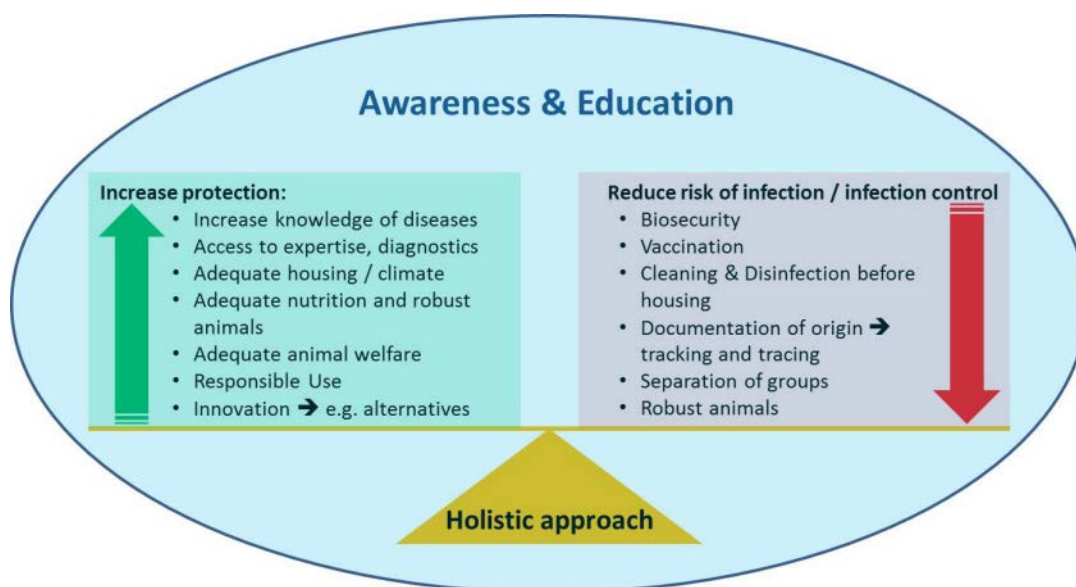 Awareness & Education
Increase protection:
• Increase knowledge of diseases
• Access to expertise, diagnostics
• Adequate housing / climate
• Adequate nutrition and robust
animals
• Adequate animal welfare
• Responsible Use
• Innovation ➔ e.g. alternatives
Reduce risk of infection / infection control
• Biosecurity
• Vaccination
• Cleaning & Disinfection before
housing
• Documentation of origin ➔
tracking and tracing
• Separation of groups
• Robust animals
Holistic approach